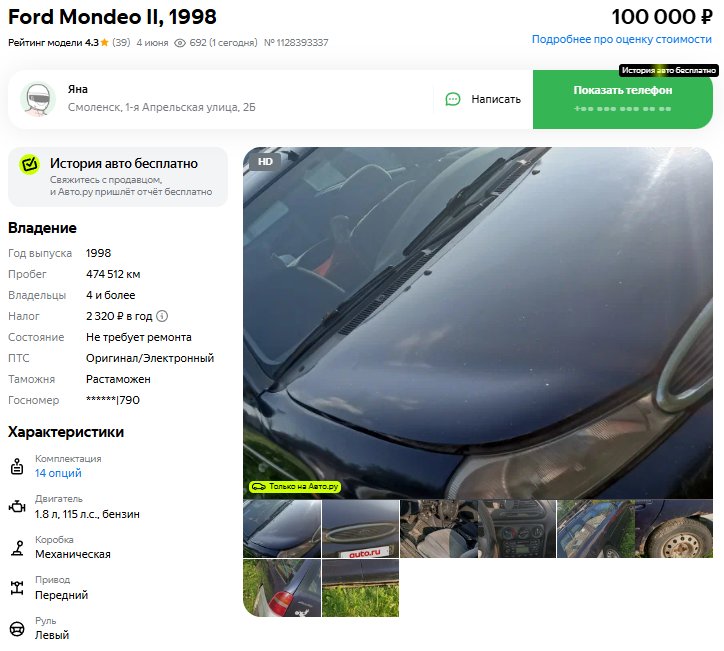 Ford Mondeo II, 1998
100 000 ₽
Рейтинг модели 4.3 ★ (39) 4 июня 692 (1 сегодня) № 1128393337
Подробнее про оценку стоимости
История авто бесплатно
Яна
Смоленск, 1-я Апрельская улица, 2Б
Написать
Показать телефон
История авто бесплатно
Свяжитесь с продавцом,
и Авто.ру пришлёт отчёт бесплатно
HD
Владение
Год выпуска 1998
Пробег 474 512 км
Владельцы 4 и более
Налог 2 320 ₽ в год
Состояние Не требует ремонта
ПТС Оригинал/Электронный
Таможня Растаможен
Госномер ******|790
Характеристики
Комплектация
14 опций
Двигатель
1.8 л, 115 л.с., бензин
Коробка
Механическая
Привод
Передний
Руль
Левый
Только на Авто.ру
auto.ru